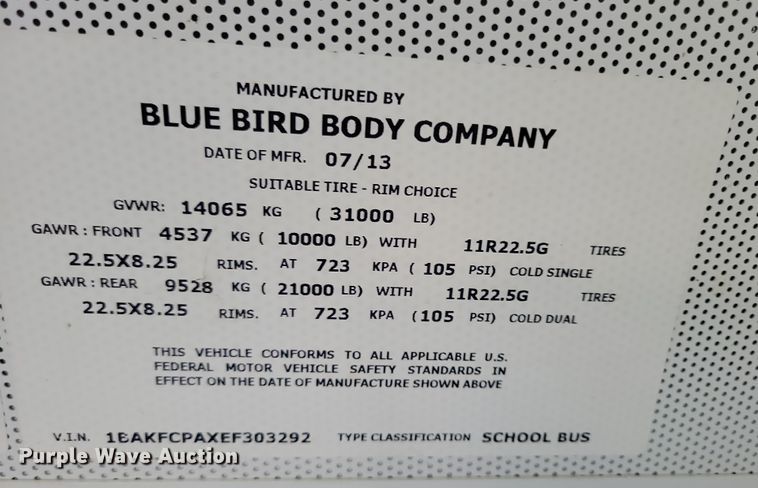 MANUFACTURED BY
BLUE BIRD BODY COMPANY
DATE OF MFR. 07/13
SUITABLE TIRE - RIM CHOICE
GVWR: 14065 KG ( 31000 LB)
GAWR : FRONT 4537 KG ( 10000 LB) WITH 11R22.5G TIRES
22.5X8.25 RIMS. AT 723 KPA ( 105 PSI) COLD SINGLE
GAWR : REAR 9528 KG ( 21000 LB) WITH 11R22.5G TIRES
22.5X8.25 RIMS. AT 723 KPA ( 105 PSI) COLD DUAL
THIS VEHICLE CONFORMS TO ALL APPLICABLE U.S.
FEDERAL MOTOR VEHICLE SAFETY STANDARDS IN
EFFECT ON THE DATE OF MANUFACTURE SHOWN ABOVE
V.I.N. 1BAKFCPAXEF303292 TYPE CLASSIFICATION SCHOOL BUS
Purple Wave Auction